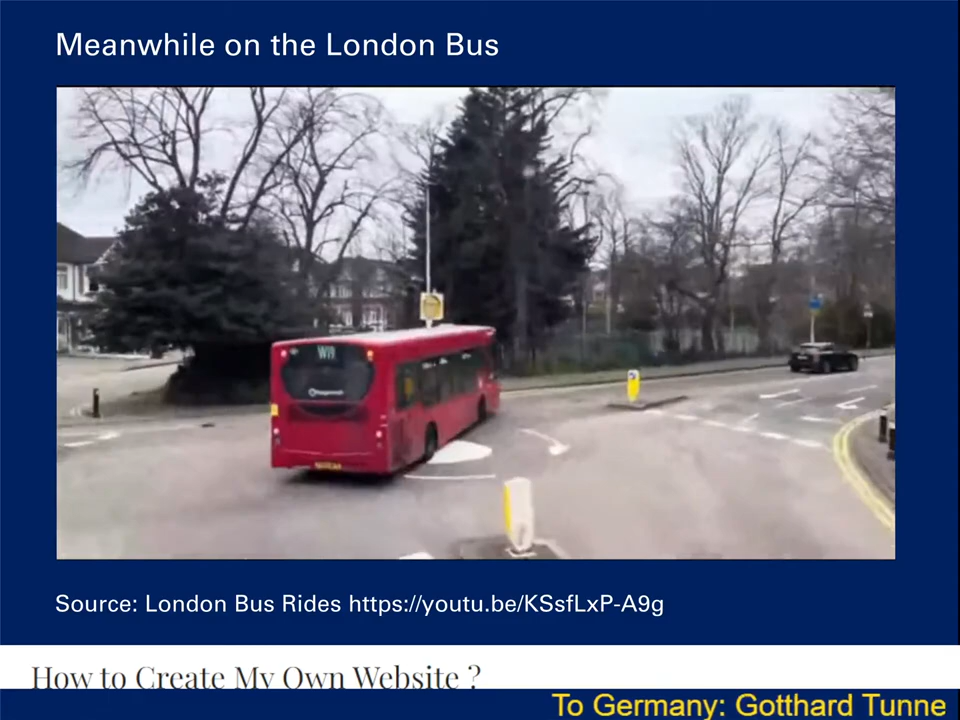 Meanwhile on the London Bus
W19
Source: London Bus Rides https://youtu.be/KSsfLxP-A9g
How to Create My Own Website ?
To Germany: Gotthard Tunne